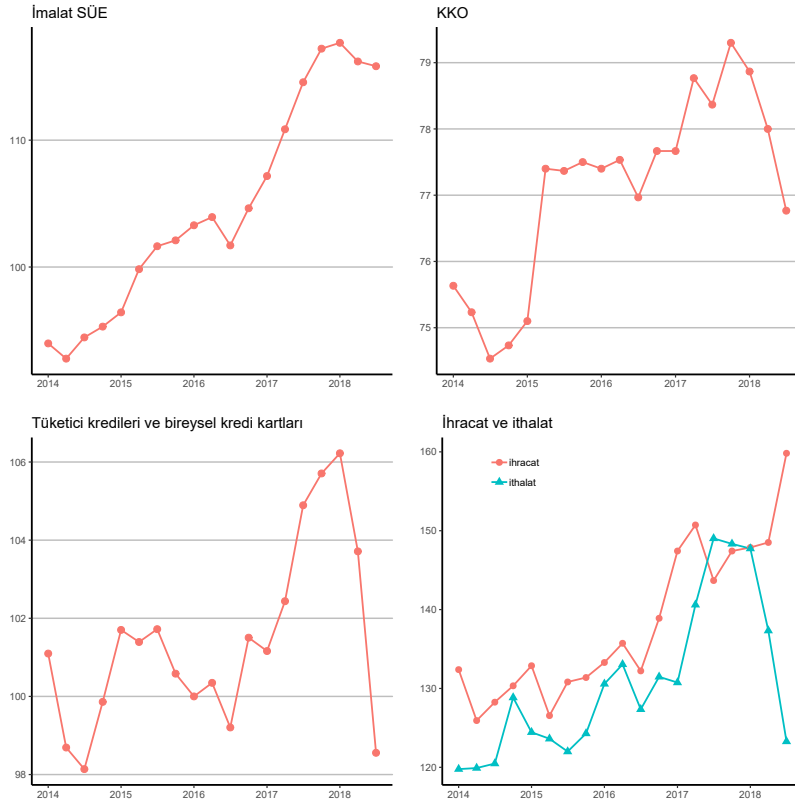 İmalat SÜE
110
100
2014 2015 2016 2017 2018
KKO
79
78
77
76
75
2014 2015 2016 2017 2018
Tüketici kredileri ve bireysel kredi kartları
106
104
102
100
98
2014 2015 2016 2017 2018
İhracat ve ithalat
160
150
140
130
120
ihracat
ithalat
2014 2015 2016 2017 2018